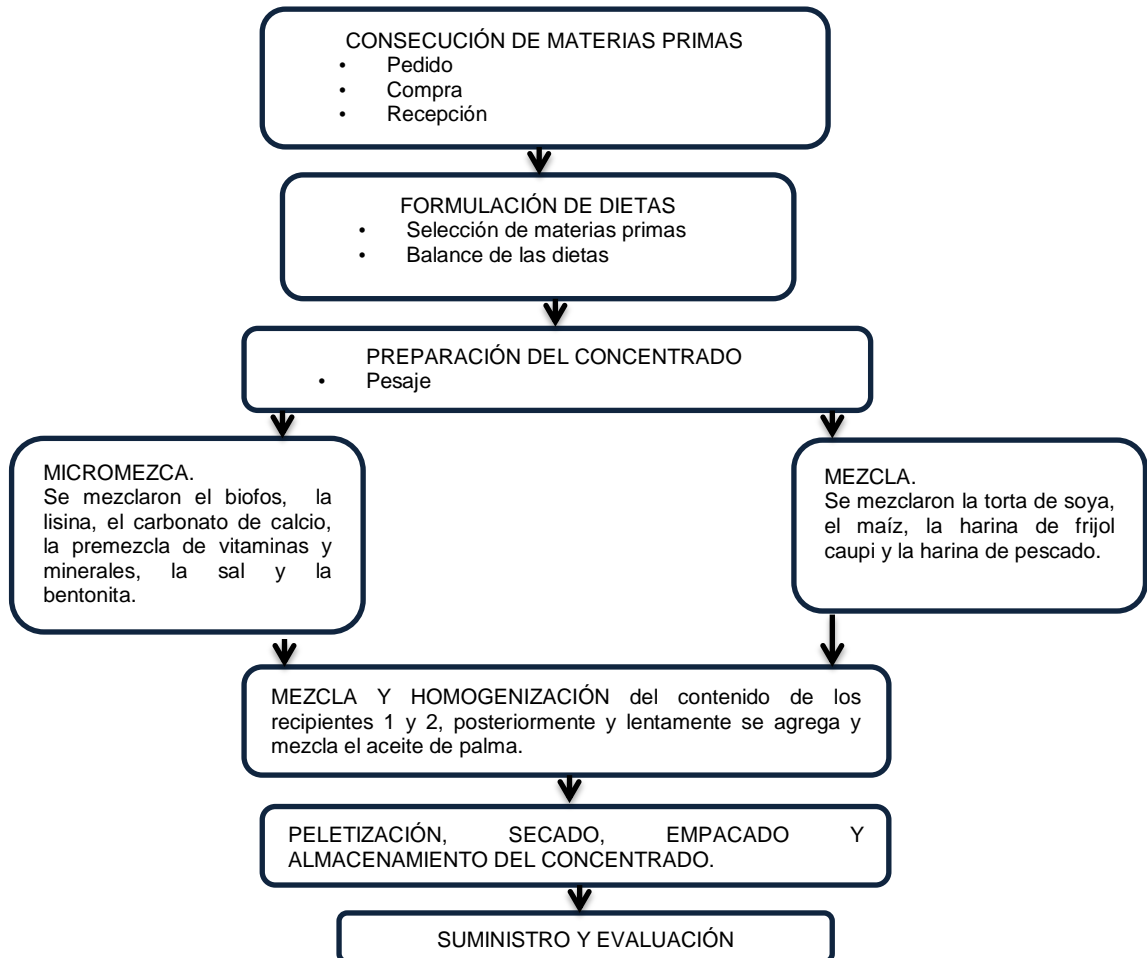 CONSECUCIÓN DE MATERIAS PRIMAS
• Pedido
• Compra
• Recepción
FORMULACIÓN DE DIETAS
• Selección de materias primas
• Balance de las dietas
PREPARACIÓN DEL CONCENTRADO
• Pesaje
MICROMEZCA.
Se mezclaron el biofos, la
lisina, el carbonato de calcio,
la premezcla de vitaminas y
minerales, la sal y la
bentonita.
MEZCLA.
Se mezclaron la torta de soya,
el maíz, la harina de frijol
caupi y la harina de pescado.
MEZCLA Y HOMOGENIZACIÓN del contenido de los
recipientes 1 y 2, posteriormente y lentamente se agrega y
mezcla el aceite de palma.
PELETIZACIÓN, SECADO, EMPACADO Y
ALMACENAMIENTO DEL CONCENTRADO.
SUMINISTRO Y EVALUACIÓN